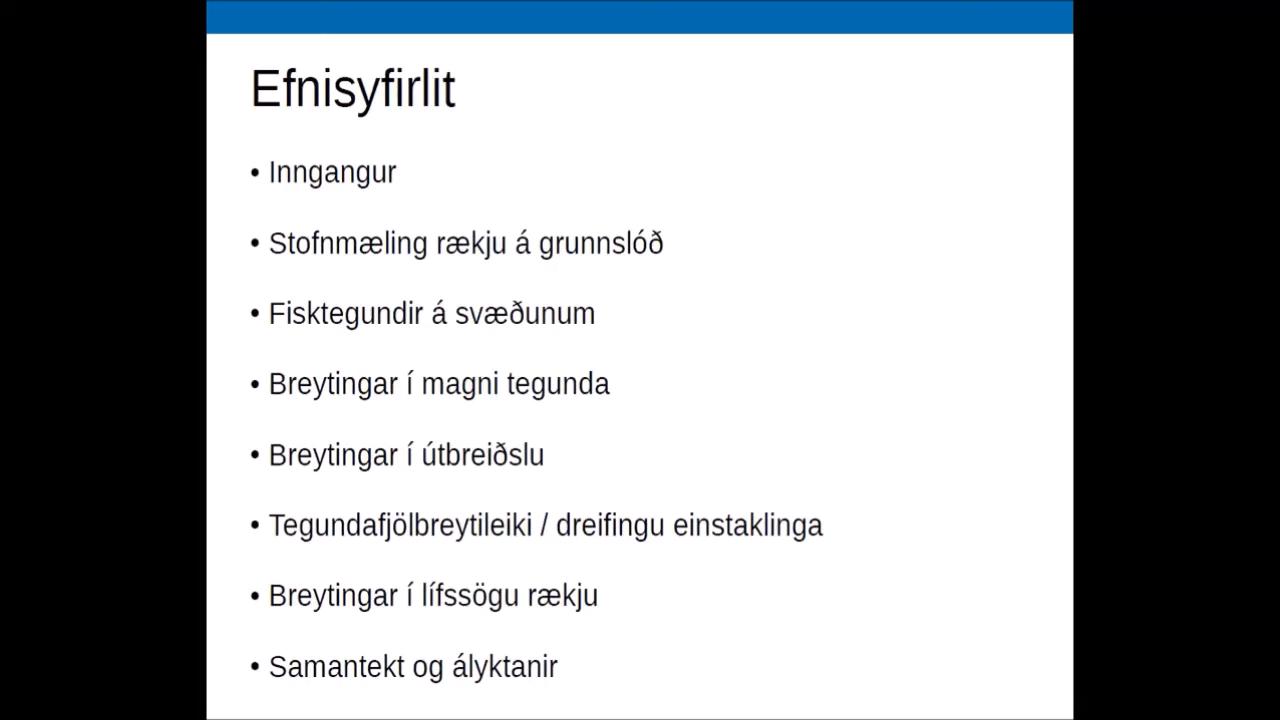 Efnisyfirlit
• Inngangur
• Stofnmæling rækju á grunnslóð
• Fisktegundir á svæðunum
• Breytingar í magni tegunda
• Breytingar í útbreiðslu
• Tegundafjölbreytileiki / dreifingu einstaklinga
• Breytingar í lífssögu rækju
• Samantekt og ályktanir